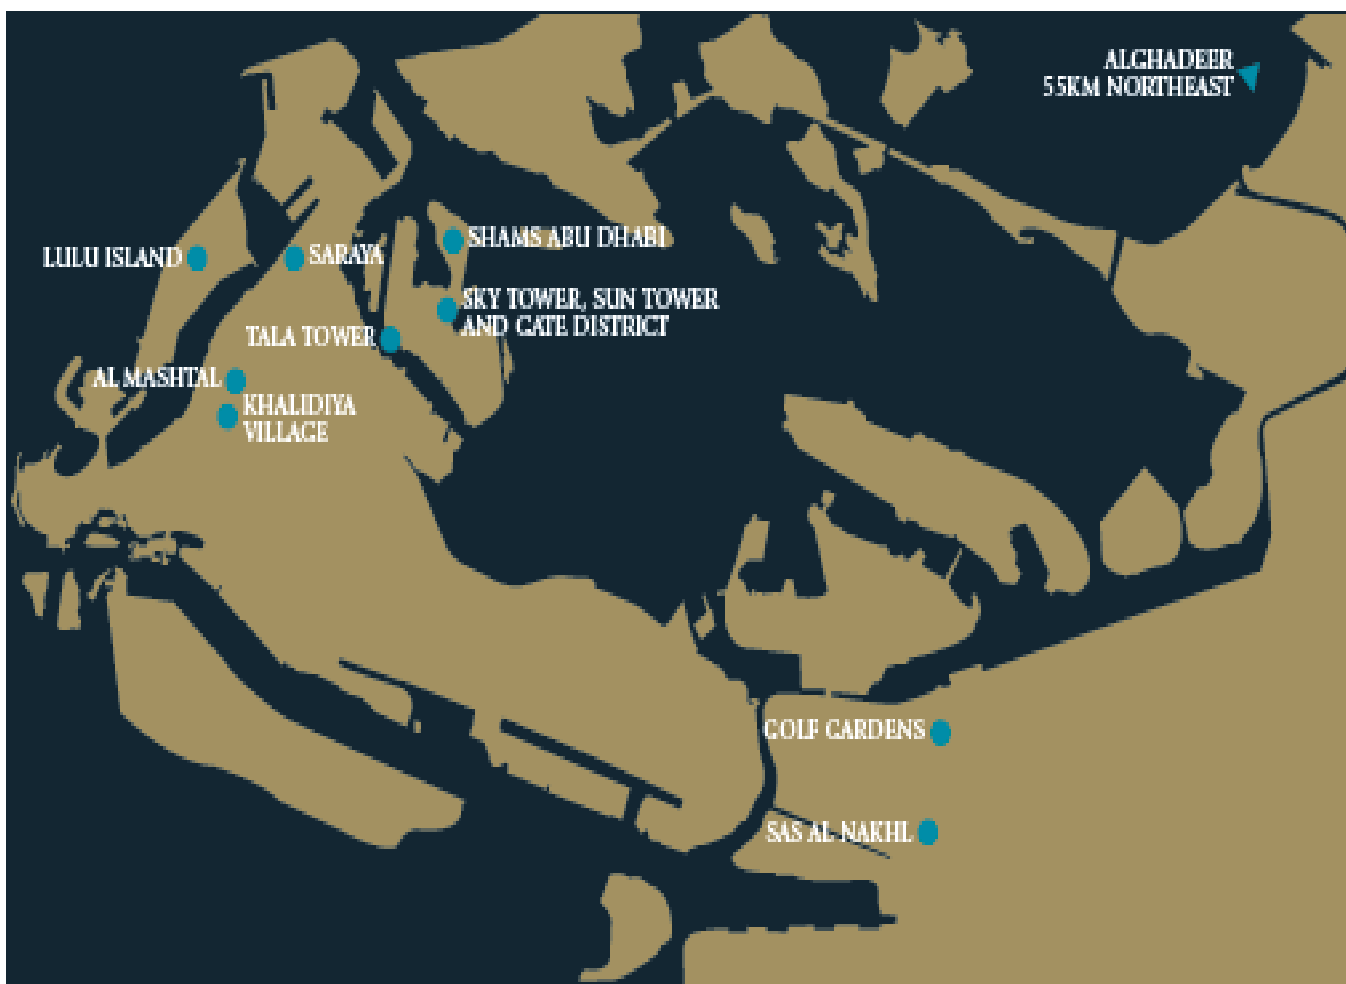 ALGHADEER
55KM NORTHEAST
SHAMS ABU DHABI
LULU ISLAND
SARAYA
SKY TOWER, SUN TOWER
AND GATE DISTRICT
TALA TOWER
AL MASHTAL
KHALIDIYA
VILLAGE
GOLF GARDENS
SAS AL NAKHL